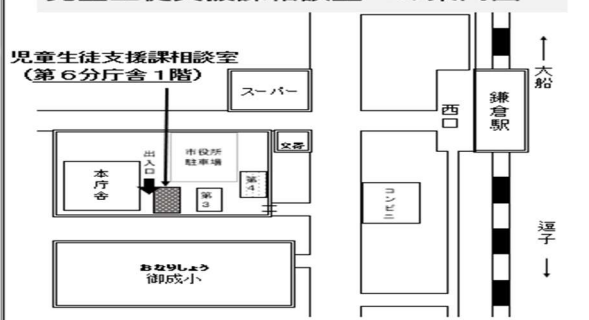 児童生徒支援課相談室
（第６分庁舎１階）
スーパー
交番
市役所
駐車場
出入口
本庁舎
第3
第4
おなりしょう
御成小
コンビニ
西口
鎌倉駅
↑大船
逗子↓